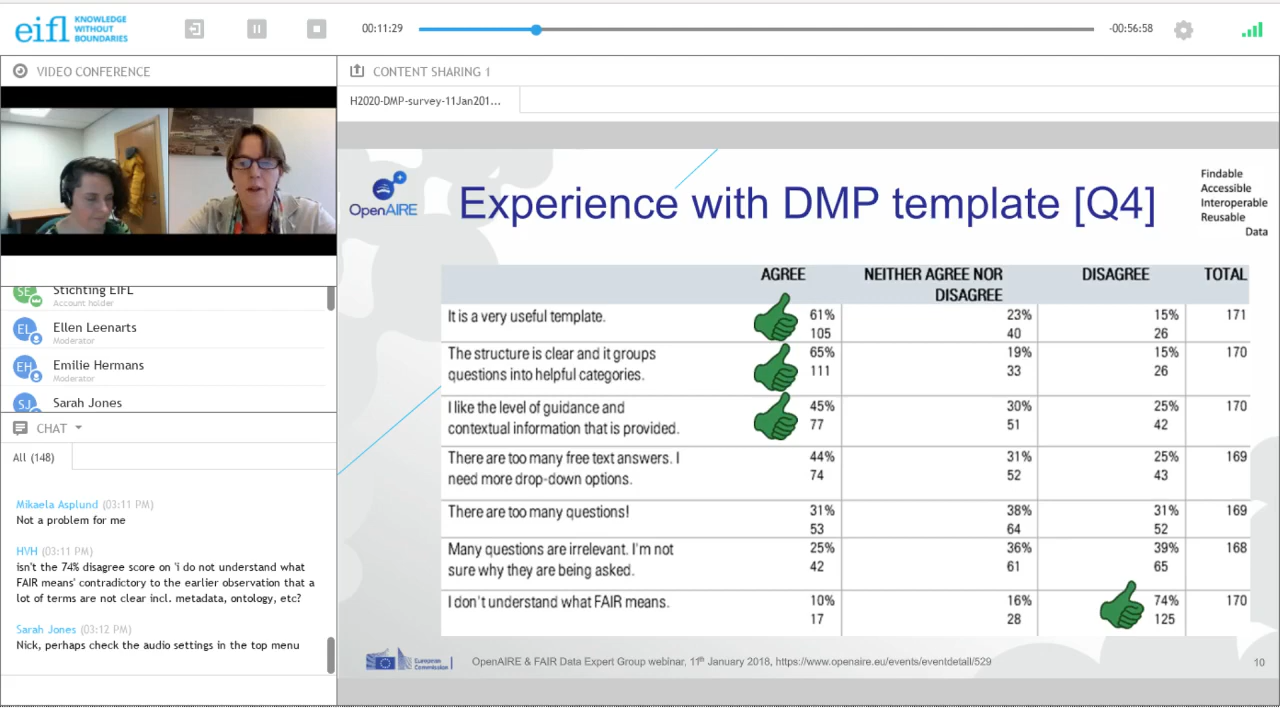 eifl KNOWLEDGE
WITHOUT
BOUNDARIES
00:11:29
-00:56:58
VIDEO CONFERENCE
CONTENT SHARING 1
H2020-DMP-survey-11Jan201...
SE Stichting EIFL
Account holder
EL Ellen Leenarts
Moderator
EH Emilie Hermans
Moderator
SJ Sarah Jones
CHAT
All (148)
Mikaela Asplund (03:11 PM)
Not a problem for me
HVH (03:11 PM)
isn't the 74% disagree score on 'i do not understand what
FAIR means' contradictory to the earlier observation that a
lot of terms are not clear incl. metadata, ontology, etc?
Sarah Jones (03:12 PM)
Nick, perhaps check the audio settings in the top menu
OpenAIRE
Experience with DMP template [Q4]
Findable
Accessible
Interoperable
Reusable
Data
AGREE NEITHER AGREE NOR DISAGREE TOTAL
DISAGREE
It is a very useful template. 61% 23% 15% 171
105 40 26
The structure is clear and it groups 65% 19% 15% 170
questions into helpful categories. 111 33 26
I like the level of guidance and 45% 30% 25% 170
contextual information that is provided. 77 51 42
There are too many free text answers. I 44% 31% 25% 169
need more drop-down options. 74 52 43
There are too many questions! 31% 38% 31% 169
53 64 52
Many questions are irrelevant. I'm not 25% 36% 39% 168
sure why they are being asked. 42 61 65
I don't understand what FAIR means. 10% 16% 74% 170
17 28 125
European
Commission
OpenAIRE & FAIR Data Expert Group webinar, 11th January 2018, https://www.openaire.eu/events/eventdetail/529
10